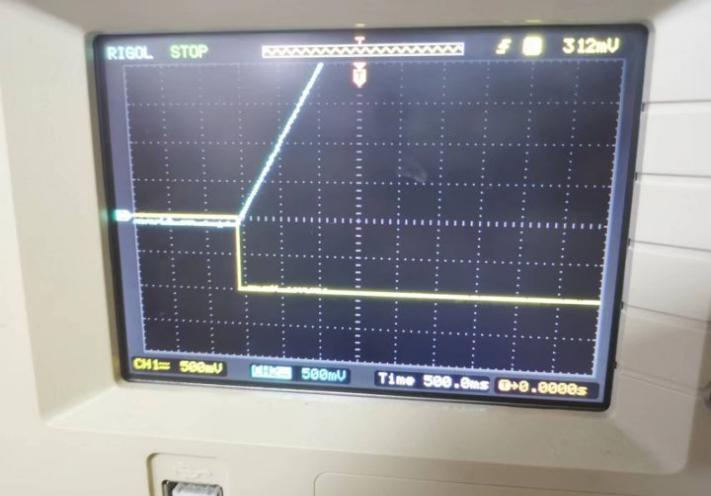 RIGOL STOP T 312mV
T
CH1= 500mV 500mV Time 500.0ms T→0.0000s